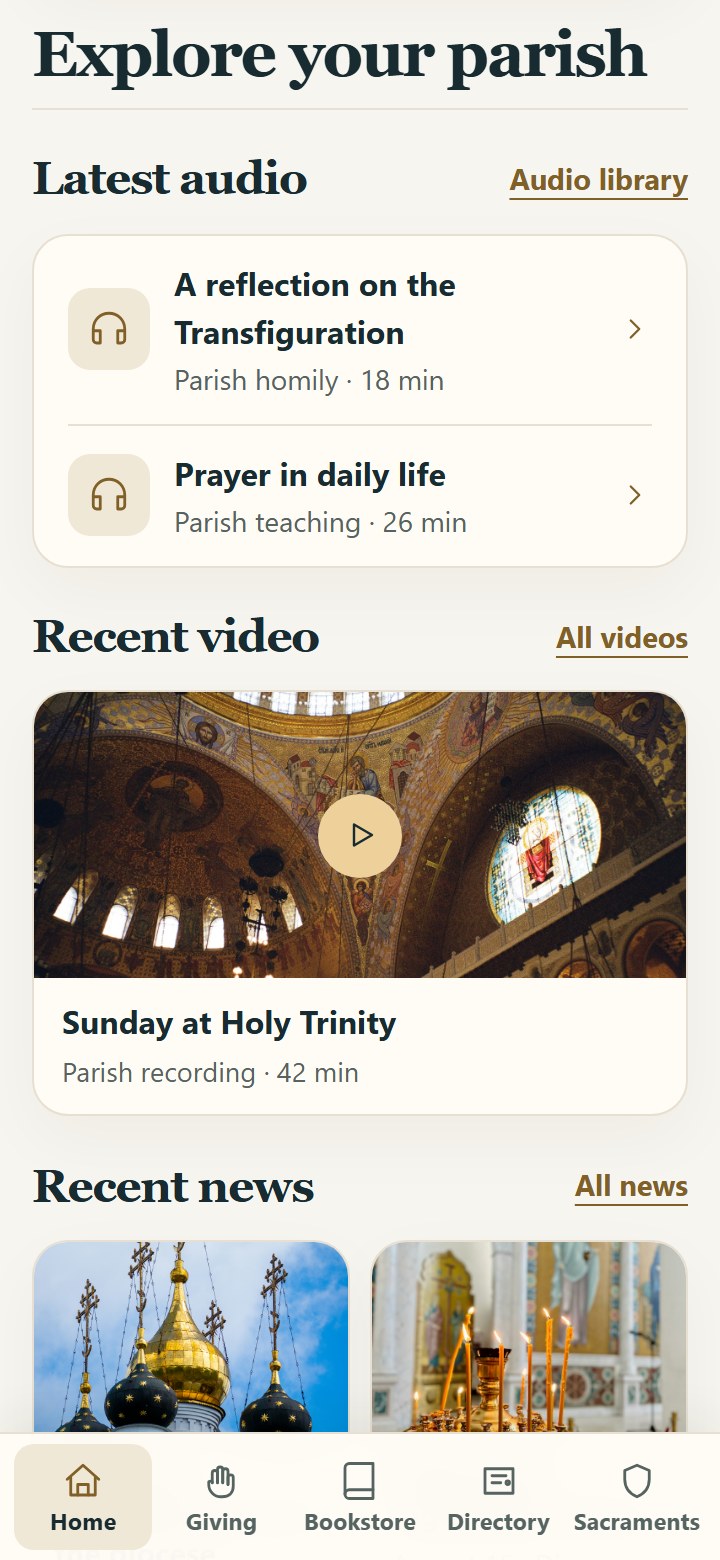 Explore your parish
Latest audio
Audio library
A reflection on the
Transfiguration
Parish homily · 18 min
Prayer in daily life
Parish teaching · 26 min
Recent video
All videos
Sunday at Holy Trinity
Parish recording · 42 min
Recent news
All news
Home
Giving
Bookstore
Directory
Sacraments